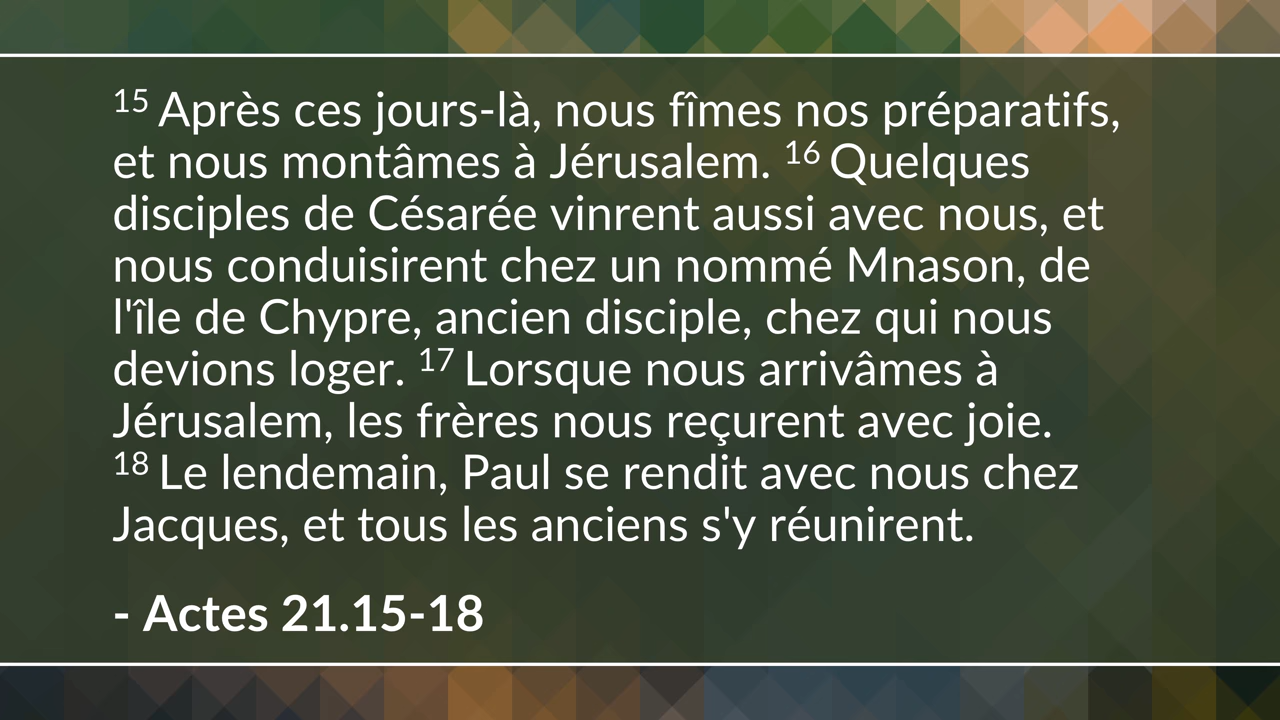 15 Après ces jours-là, nous fîmes nos préparatifs,
et nous montâmes à Jérusalem. 16 Quelques
disciples de Césarée vinrent aussi avec nous, et
nous conduisirent chez un nommé Mnason, de
l'île de Chypre, ancien disciple, chez qui nous
devions loger. 17 Lorsque nous arrivâmes à
Jérusalem, les frères nous reçurent avec joie.
18 Le lendemain, Paul se rendit avec nous chez
Jacques, et tous les anciens s'y réunirent.
- Actes 21.15-18